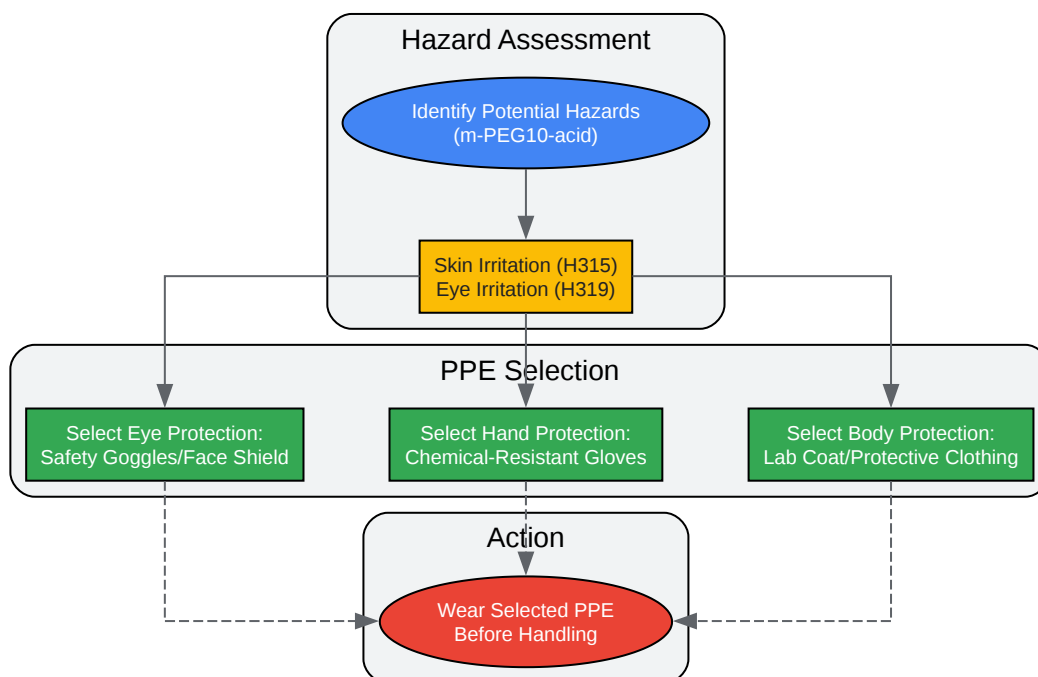 Hazard Assessment
Identify Potential Hazards
(m-PEG10-acid)
Skin Irritation (H315)
Eye Irritation (H319)
PPE Selection
Select Eye Protection:
Safety Goggles/Face Shield
Select Hand Protection:
Chemical-Resistant Gloves
Select Body Protection:
Lab Coat/Protective Clothing
Action
Wear Selected PPE
Before Handling